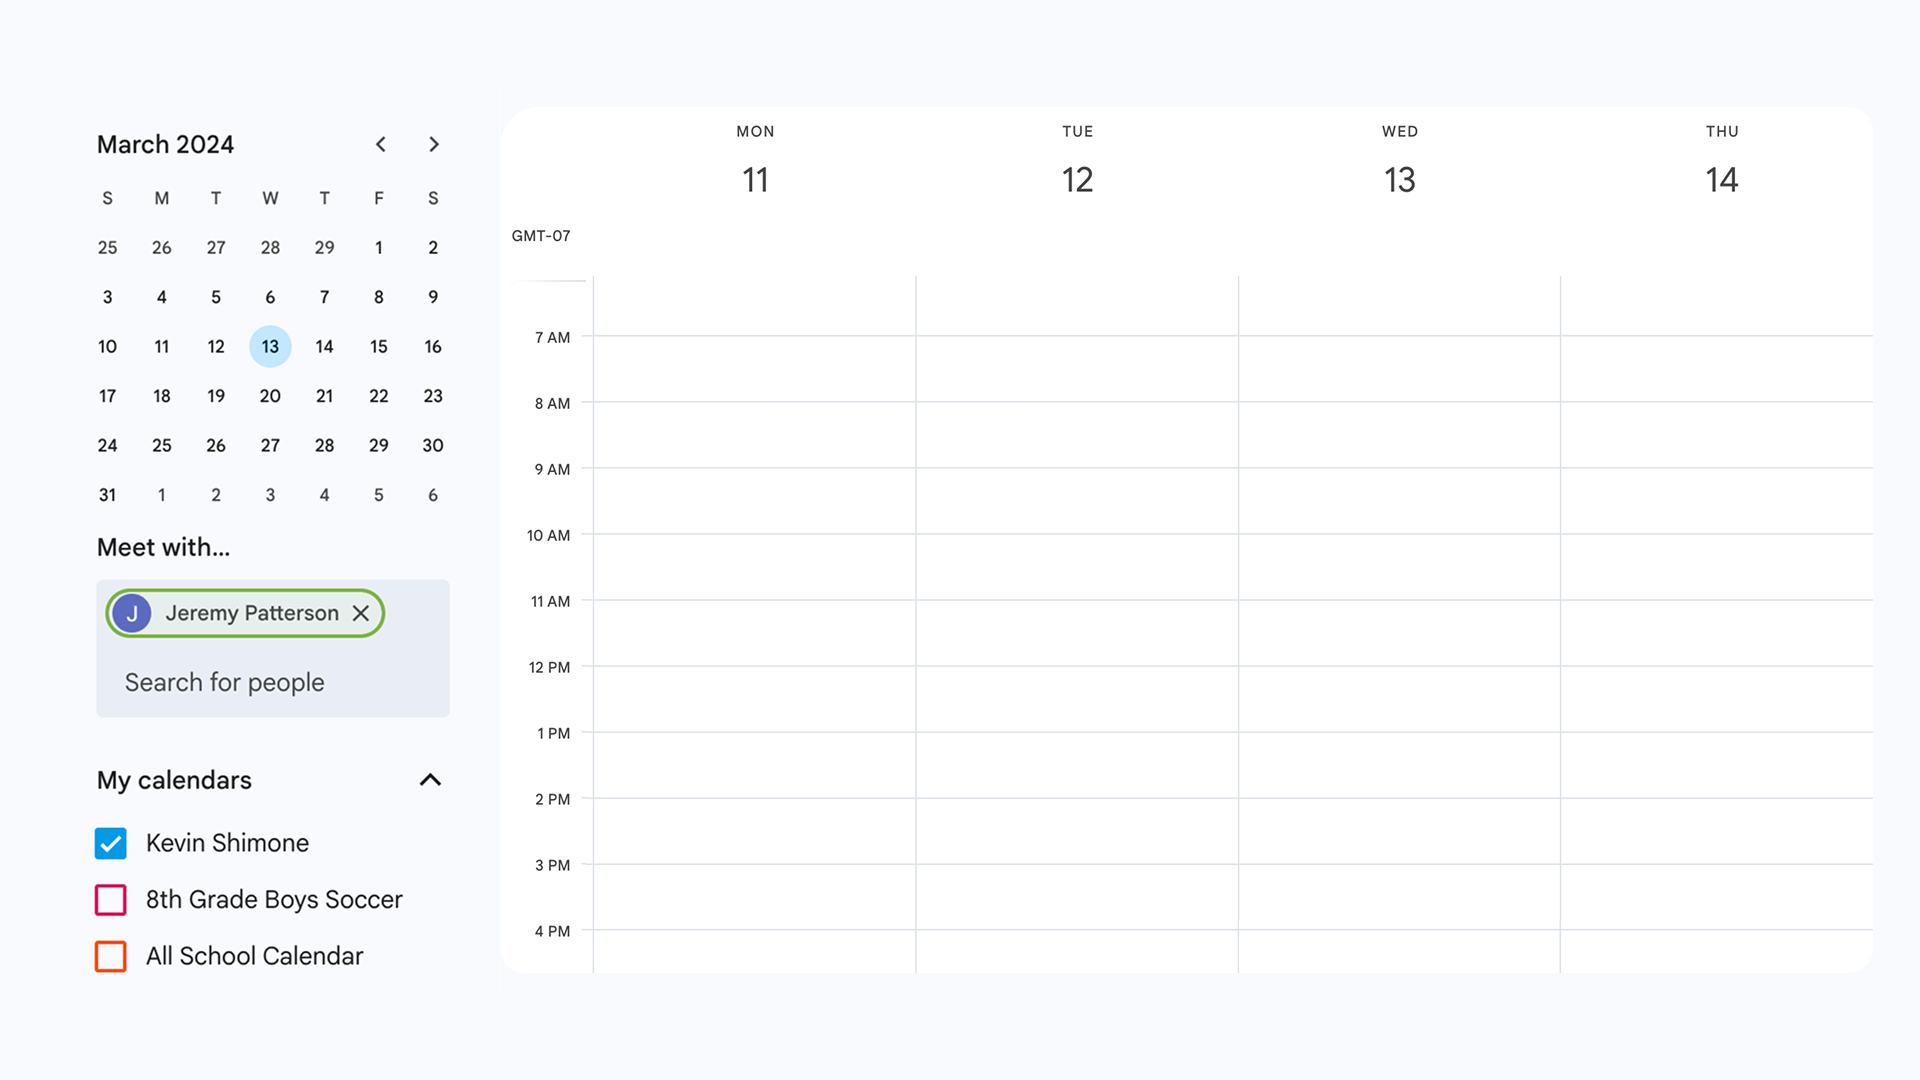 March 2024
S M T W T F S
25 26 27 28 29 1 2
3 4 5 6 7 8 9
10 11 12 13 14 15 16
17 18 19 20 21 22 23
24 25 26 27 28 29 30
31 1 2 3 4 5 6
Meet with...
J Jeremy Patterson
Search for people
My calendars
Kevin Shimone
8th Grade Boys Soccer
All School Calendar
MON TUE WED THU
11 12 13 14
GMT-07
7 AM
8 AM
9 AM
10 AM
11 AM
12 PM
1 PM
2 PM
3 PM
4 PM